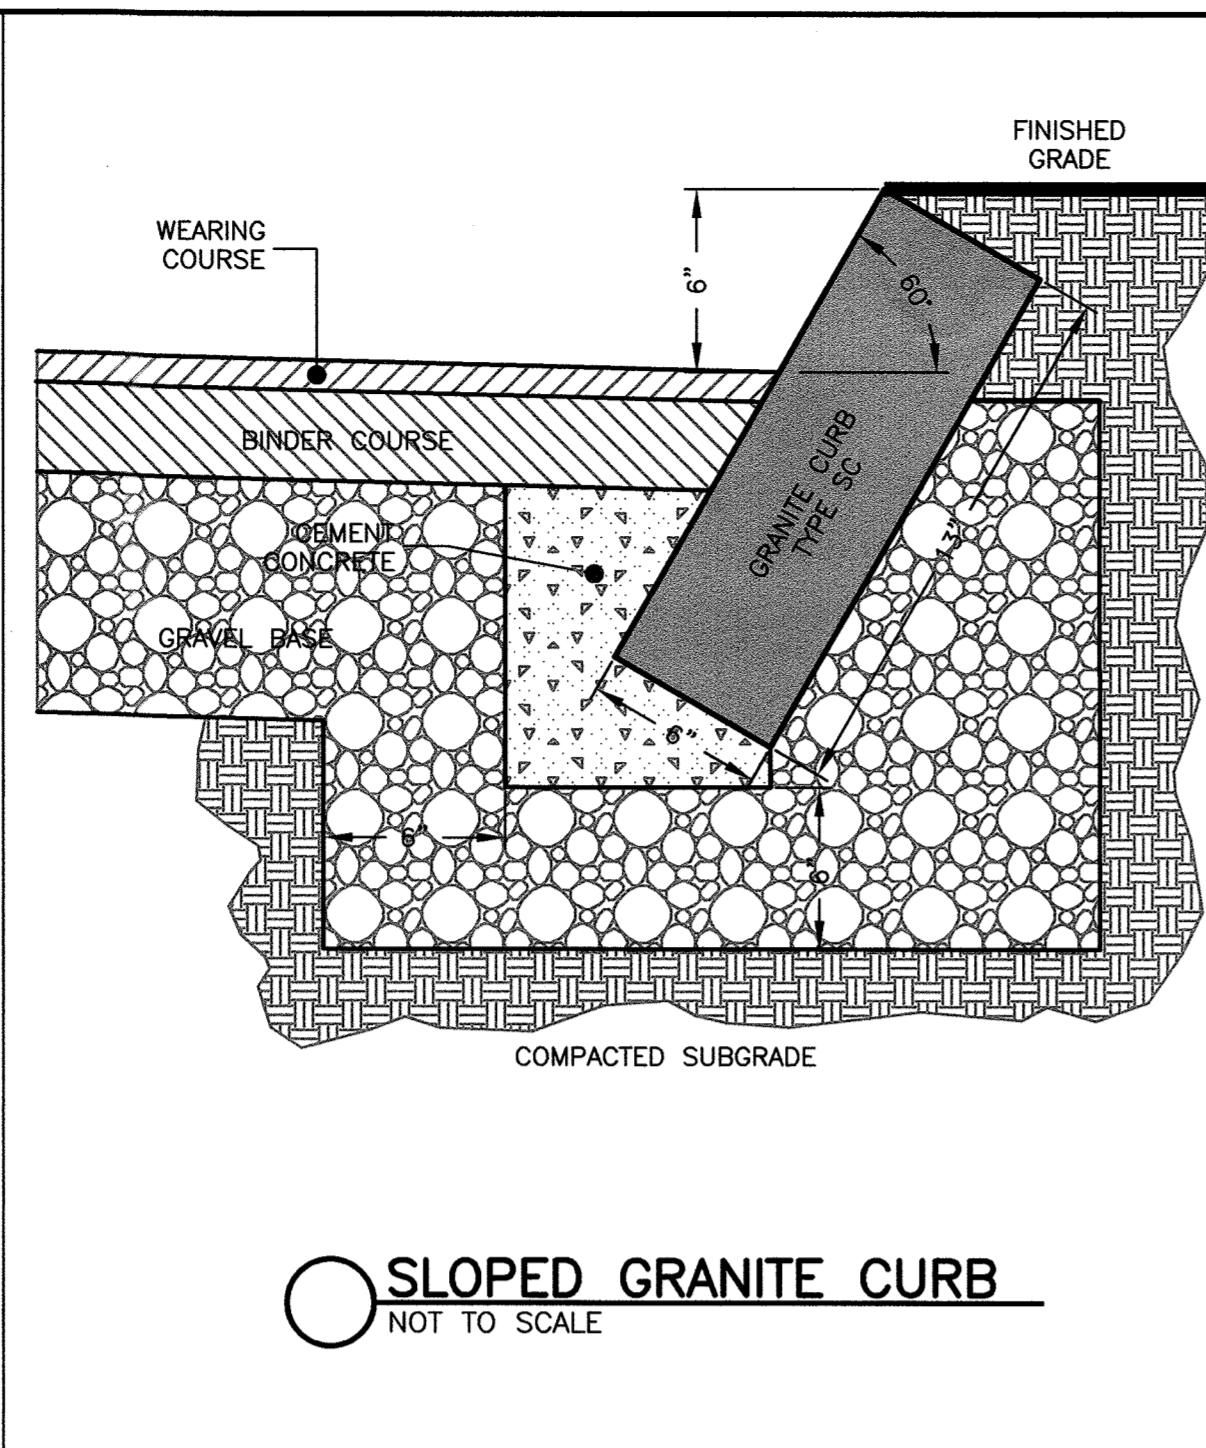 FINISHED
GRADE
WEARING
COURSE
6"
60°
BINDER COURSE
GRANITE CURB
TYPE SC
13"
CEMENT
CONCRETE
GRAVEL BASE
6"
6"
6"
COMPACTED SUBGRADE
SLOPED GRANITE CURB
NOT TO SCALE